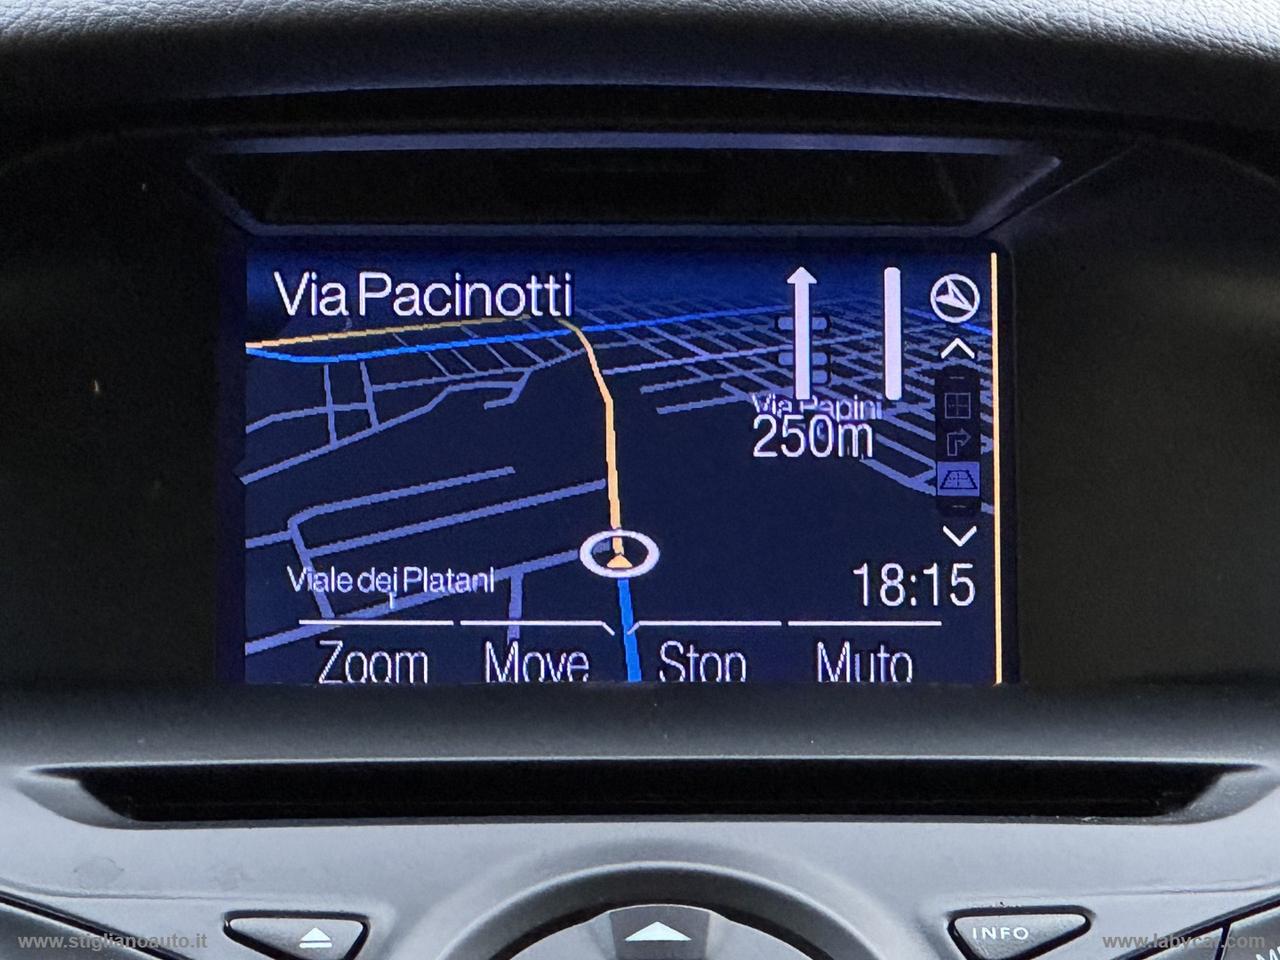 Via Pacinotti
Via Papini
250m
Viale dei Platani
18:15
Zoom Move Stop Muto
INFO
www.stiglianoauto.it
www.labycar.com